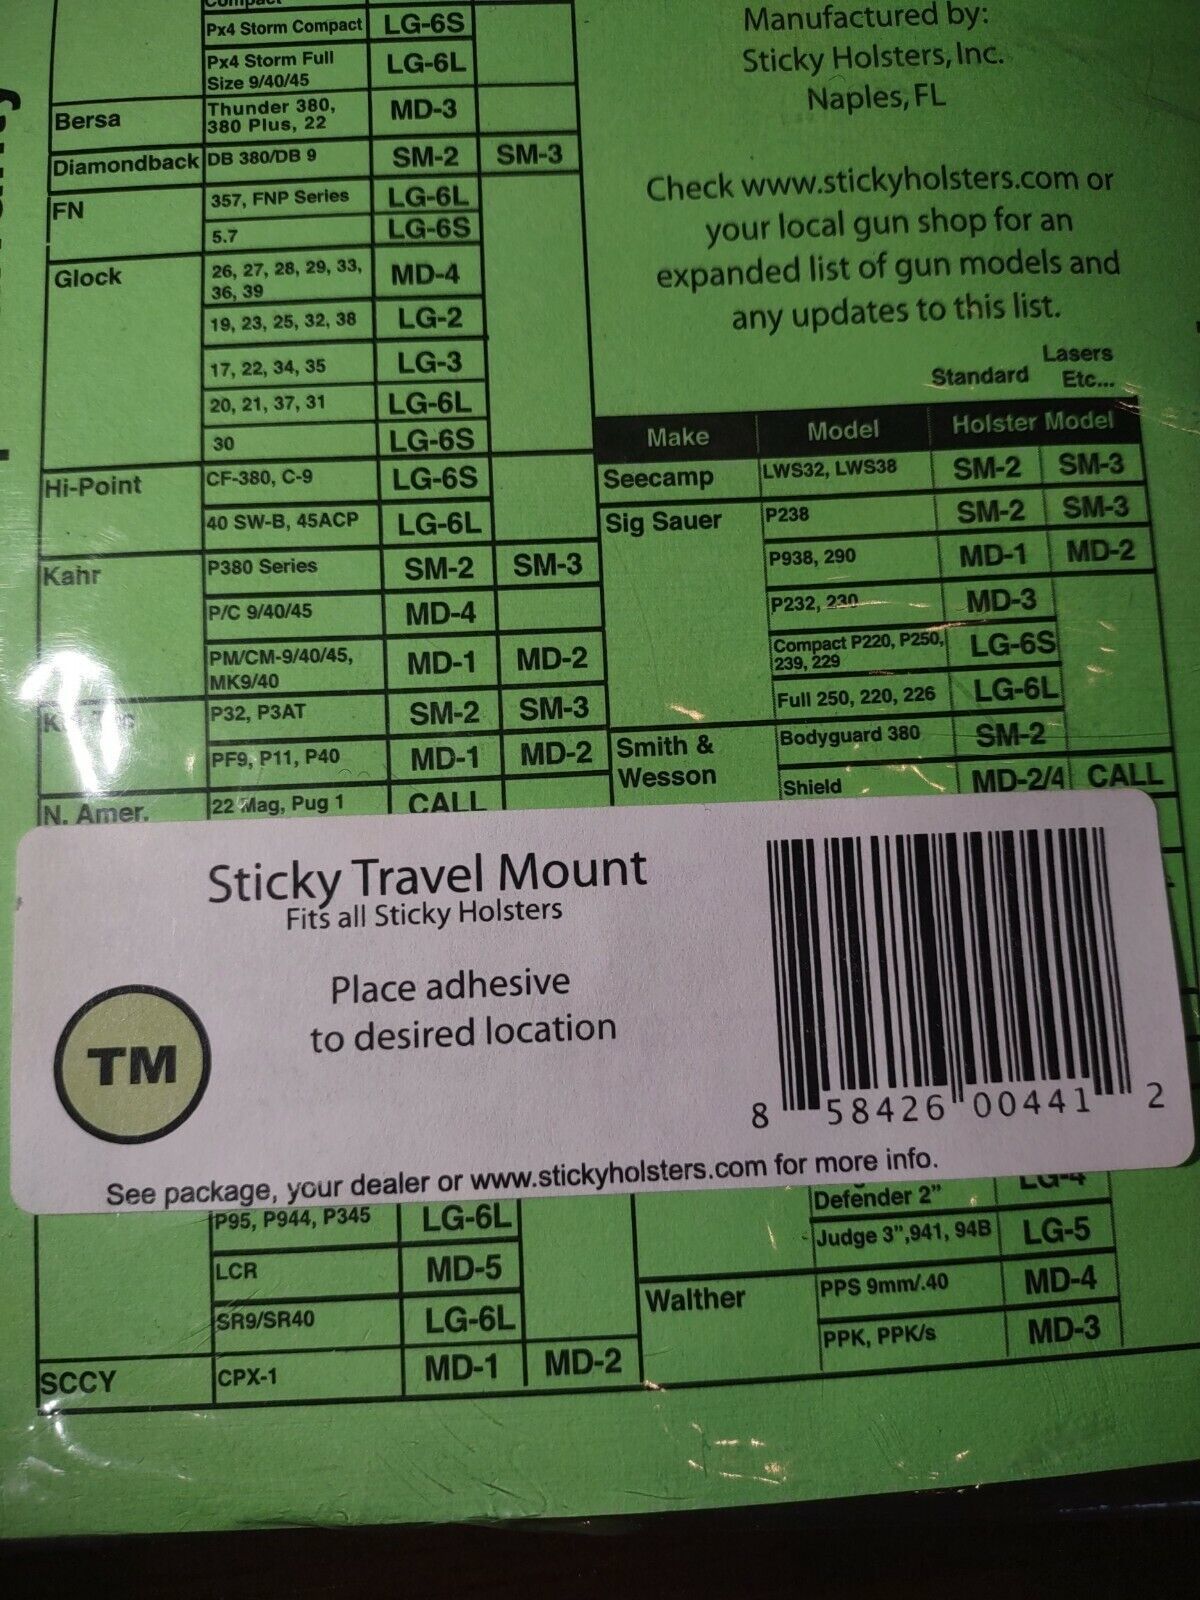 Compact
Px4 Storm Compact LG-6S
Px4 Storm Full
Size 9/40/45 LG-6L
Bersa Thunder 380,
380 Plus, 22 MD-3
Diamondback DB 380/DB 9 SM-2 SM-3
FN 357, FNP Series LG-6L
5.7 LG-6S
Glock 26, 27, 28, 29, 33,
36, 39 MD-4
19, 23, 25, 32, 38 LG-2
17, 22, 34, 35 LG-3
20, 21, 37, 31 LG-6L
30 LG-6S
Hi-Point CF-380, C-9 LG-6S
40 SW-B, 45ACP LG-6L
Kahr P380 Series SM-2 SM-3
P/C 9/40/45 MD-4
PM/CM-9/40/45,
MK9/40 MD-1 MD-2
P32, P3AT SM-2 SM-3
PF9, P11, P40 MD-1 MD-2
N. Amer. 22 Mag, Pug 1 CALL
Manufactured by:
Sticky Holsters, Inc.
Naples, FL
Check www.stickyholsters.com or
your local gun shop for an
expanded list of gun models and
any updates to this list.
Standard Lasers
Etc...
Make Model Holster Model
Seecamp LWS32, LWS38 SM-2 SM-3
Sig Sauer P238 SM-2 SM-3
P938, 290 MD-1 MD-2
P232, 230 MD-3
Compact P220, P250,
239, 229 LG-6S
Full 250, 220, 226 LG-6L
Smith &
Wesson Bodyguard 380 SM-2
Shield MD-2/4 CALL
Sticky Travel Mount
Fits all Sticky Holsters
Place adhesive
to desired location
TM
8 58426 00441 2
See package, your dealer or www.stickyholsters.com for more info.
P95, P944, P345 LG-6L
LCR MD-5
SR9/SR40 LG-6L
SCCY CPX-1 MD-1 MD-2
Defender 2" LG-4
Judge 3",941, 94B LG-5
Walther PPS 9mm/.40 MD-4
PPK, PPK/s MD-3